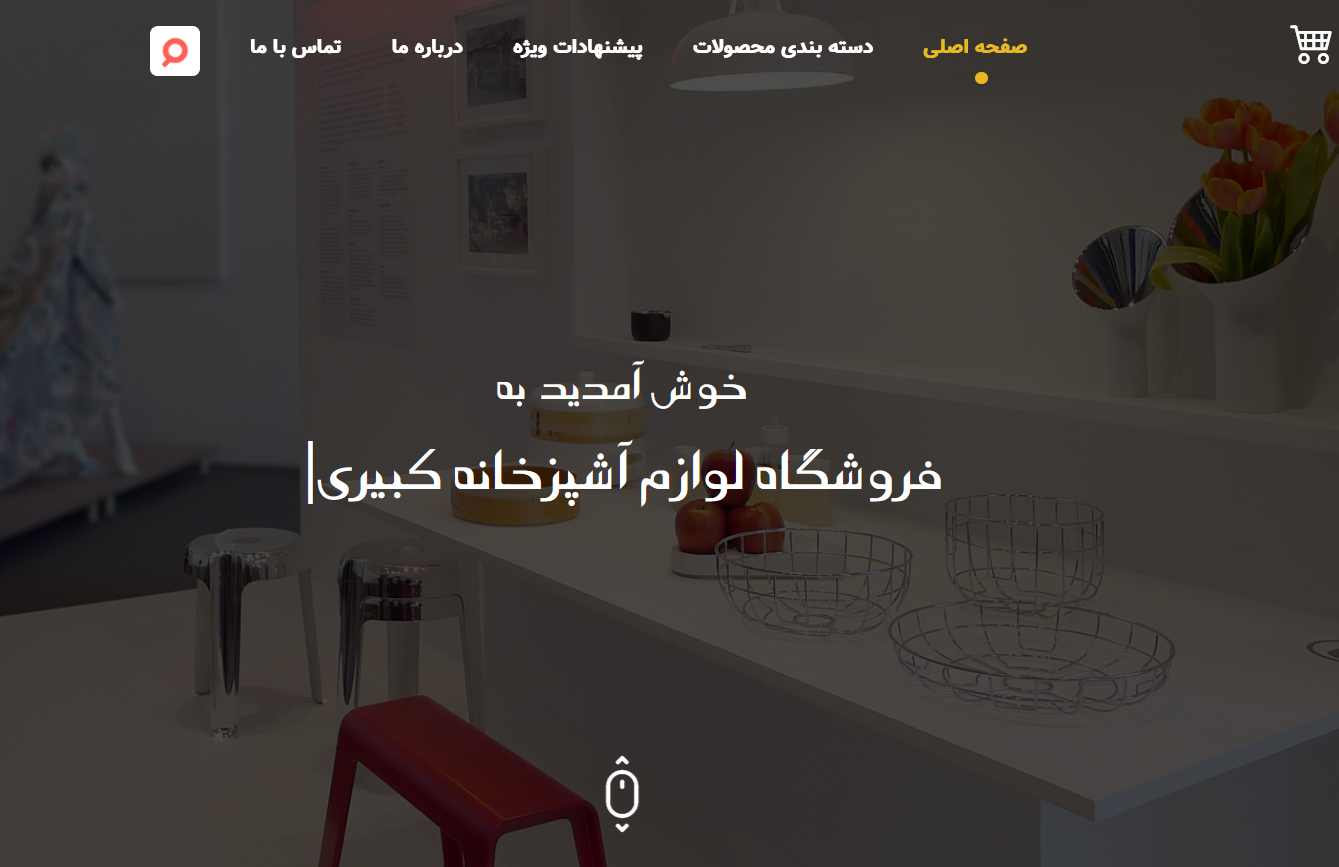 صفحه اصلی
دسته بندی محصولات
پیشنهادات ویژه
درباره ما
تماس با ما
خوش آمدید به
فروشگاه لوازم آشپزخانه کبیری